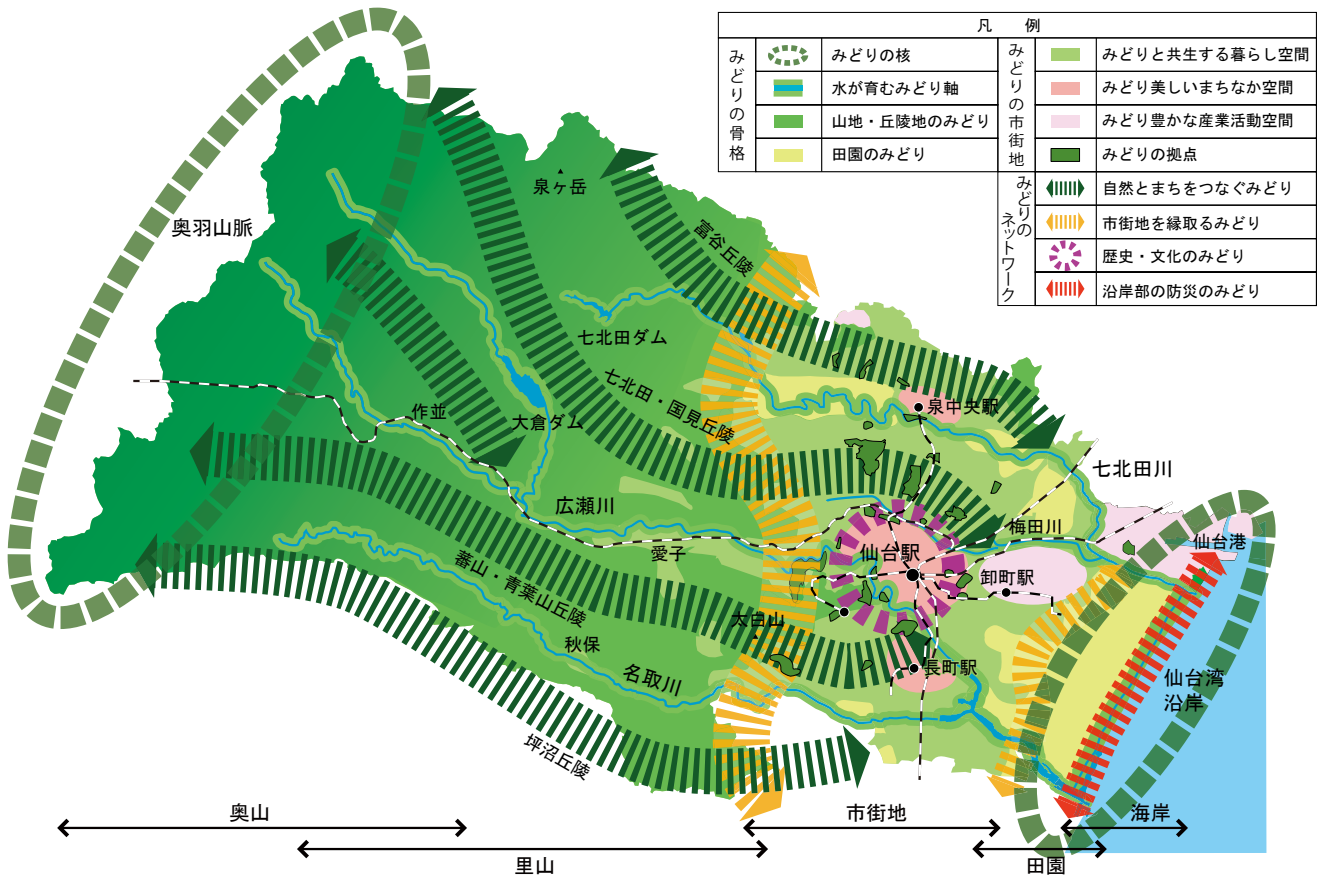 凡 例
みどりの骨格
みどりの核
水が育むみどり軸
山地・丘陵地のみどり
田園のみどり
みどりの市街地
みどりと共生する暮らし空間
みどり美しいまちなか空間
みどり豊かな産業活動空間
みどりの拠点
みどりの
ネットワーク
自然とまちをつなぐみどり
市街地を縁取るみどり
歴史・文化のみどり
沿岸部の防災のみどり
泉ヶ岳
奥羽山脈
富谷丘陵
七北田ダム
七北田・国見丘陵
作並
大倉ダム
泉中央駅
七北田川
広瀬川
梅田川
仙台港
仙台駅
愛子
卸町駅
蕃山・青葉山丘陵
太白山
秋保
名取川
長町駅
仙台湾
沿岸
坪沼丘陵
奥山
市街地
海岸
里山
田園